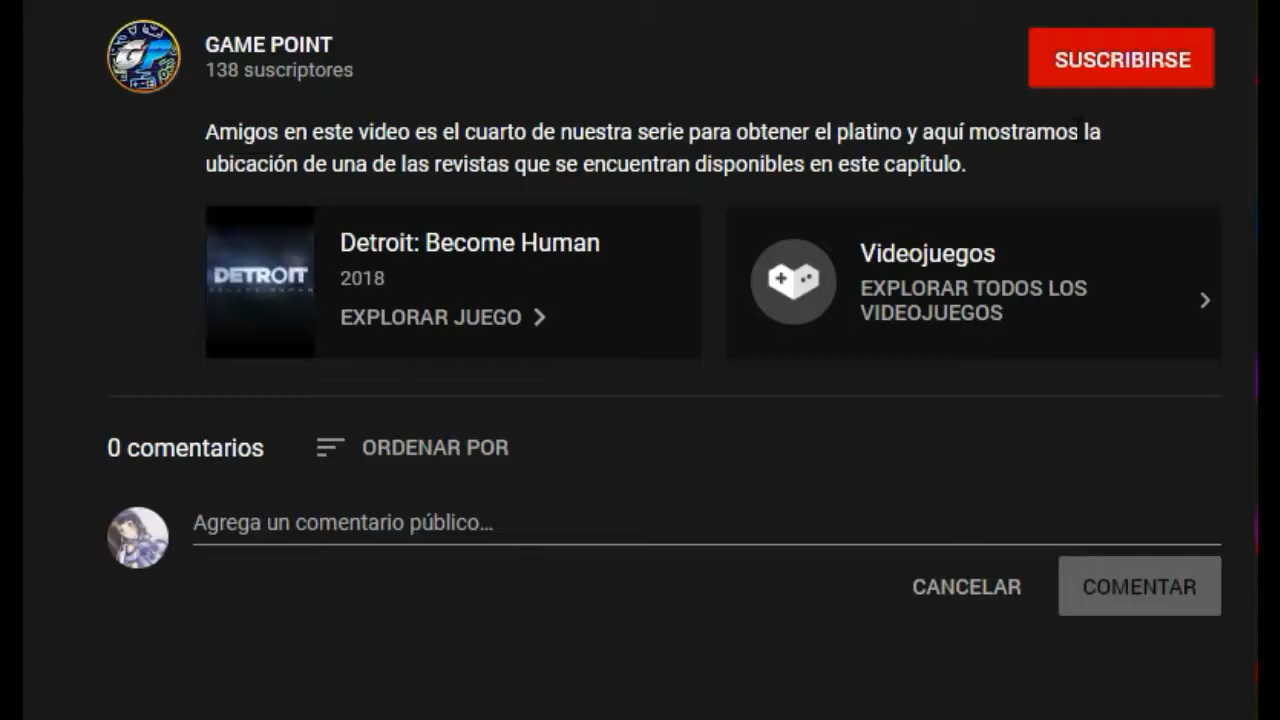 GAME POINT
138 suscriptores
SUSCRIBIRSE
Amigos en este video es el cuarto de nuestra serie para obtener el platino y aquí mostramos la
ubicación de una de las revistas que se encuentran disponibles en este capítulo.
DETROIT
Detroit: Become Human
2018
EXPLORAR JUEGO
Videojuegos
EXPLORAR TODOS LOS
VIDEOJUEGOS
0 comentarios
ORDENAR POR
Agrega un comentario público...
CANCELAR
COMENTAR